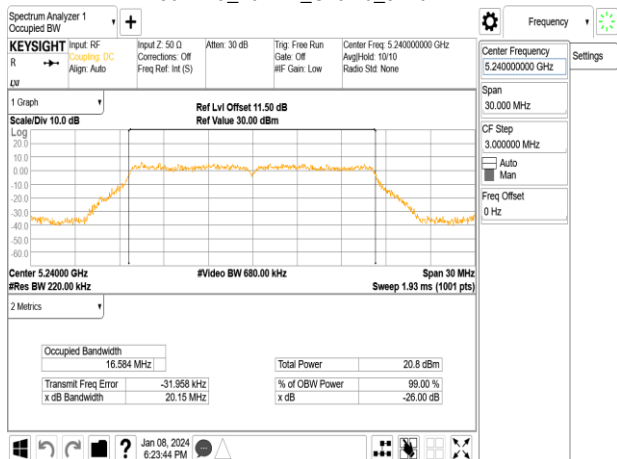 Spectrum Analyzer 1
Occupied BW
Frequency
KEYSIGHT Input: RF Input Z: 50 Ω Atten: 30 dB Trig: Free Run Center Freq: 5.240000000 GHz
R Coupling: DC Corrections: Off Gate: Off Avg|Hold: 10/10
Align: Auto Freq Ref: Int (S) #IF Gain: Low Radio Std: None
LXI
Center Frequency
5.240000000 GHz
Settings
Span
30.000 MHz
CF Step
3.000000 MHz
Auto
Man
Freq Offset
0 Hz
1 Graph
Ref Lvl Offset 11.50 dB
Scale/Div 10.0 dB Ref Value 30.00 dBm
Log
20.0
10.0
0.00
-10.0
-20.0
-30.0
-40.0
-50.0
-60.0
Center 5.24000 GHz #Video BW 680.00 kHz Span 30 MHz
#Res BW 220.00 kHz Sweep 1.93 ms (1001 pts)
2 Metrics
Occupied Bandwidth
16.584 MHz Total Power 20.8 dBm
Transmit Freq Error -31.958 kHz % of OBW Power 99.00 %
x dB Bandwidth 20.15 MHz x dB -26.00 dB
? Jan 08, 2024
6:23:44 PM